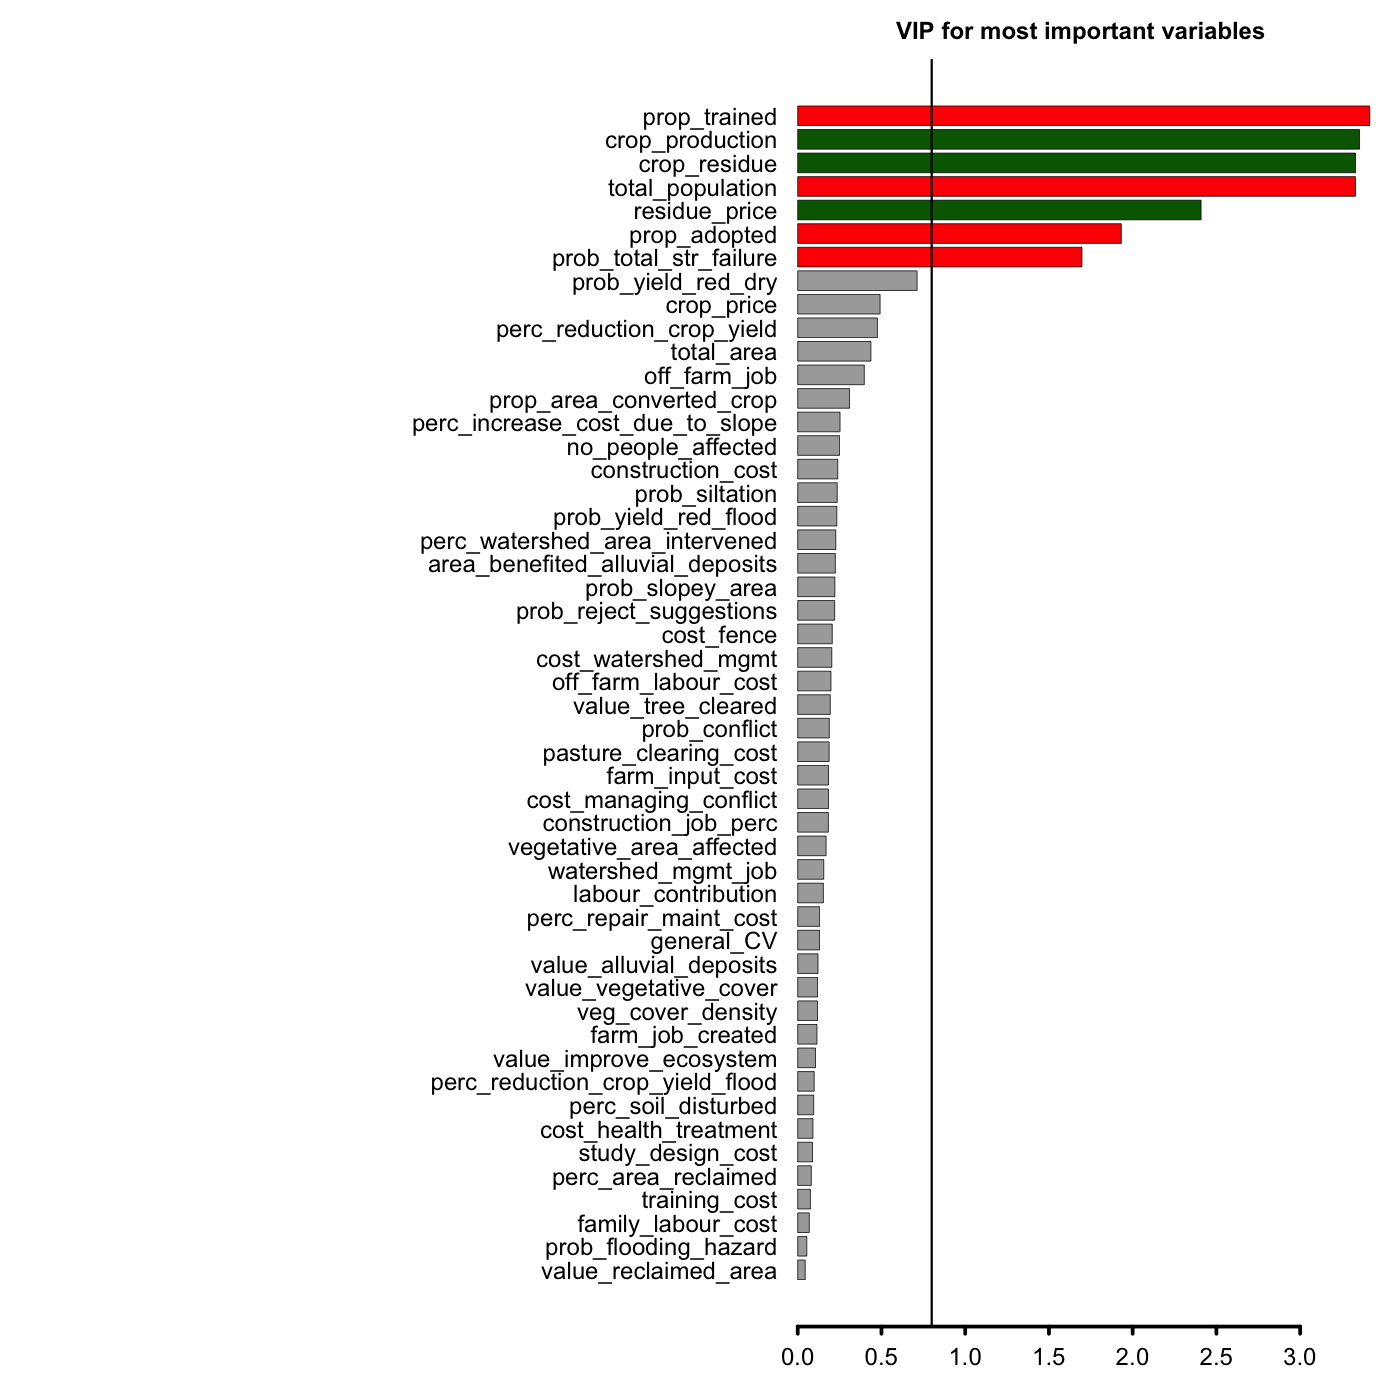 VIP for most important variables
prop_trained
crop_production
crop_residue
total_population
residue_price
prop_adopted
prob_total_str_failure
prob_yield_red_dry
crop_price
perc_reduction_crop_yield
total_area
off_farm_job
prop_area_converted_crop
perc_increase_cost_due_to_slope
no_people_affected
construction_cost
prob_siltation
prob_yield_red_flood
perc_watershed_area_intervened
area_benefited_alluvial_deposits
prob_slopey_area
prob_reject_suggestions
cost_fence
cost_watershed_mgmt
off_farm_labour_cost
value_tree_cleared
prob_conflict
pasture_clearing_cost
farm_input_cost
cost_managing_conflict
construction_job_perc
vegetative_area_affected
watershed_mgmt_job
labour_contribution
perc_repair_maint_cost
general_CV
value_alluvial_deposits
value_vegetative_cover
veg_cover_density
farm_job_created
value_improve_ecosystem
perc_reduction_crop_yield_flood
perc_soil_disturbed
cost_health_treatment
study_design_cost
perc_area_reclaimed
training_cost
family_labour_cost
prob_flooding_hazard
value_reclaimed_area
0.0 0.5 1.0 1.5 2.0 2.5 3.0